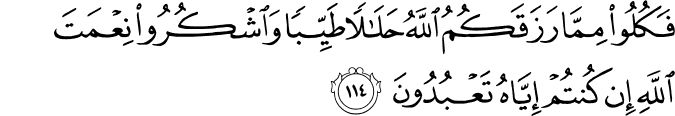 فَكُلُوا۟ مِمَّا رَزَقَكُمُ ٱللَّهُ حَلَـٰلًا طَيِّبًا وَٱشْكُرُوا۟ نِعْمَتَ
ٱللَّهِ إِن كُنتُمْ إِيَّاهُ تَعْبُدُونَ ١١٤